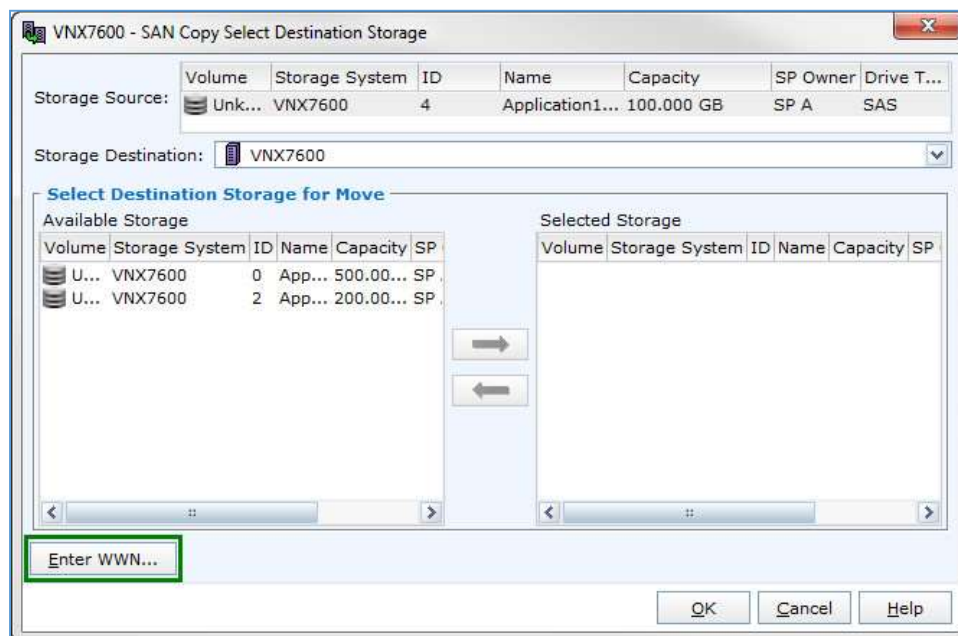 VNX7600 - SAN Copy Select Destination Storage
Volume Storage System ID Name Capacity SP Owner Drive T...
Storage Source: Unk... VNX7600 4 Application1... 100.000 GB SP A SAS
Storage Destination: VNX7600
Select Destination Storage for Move
Available Storage
Volume Storage System ID Name Capacity SP
U... VNX7600 0 App... 500.00... SP
U... VNX7600 2 App... 200.00... SP
Selected Storage
Volume Storage System ID Name Capacity SP
Enter WWN...
OK Cancel Help